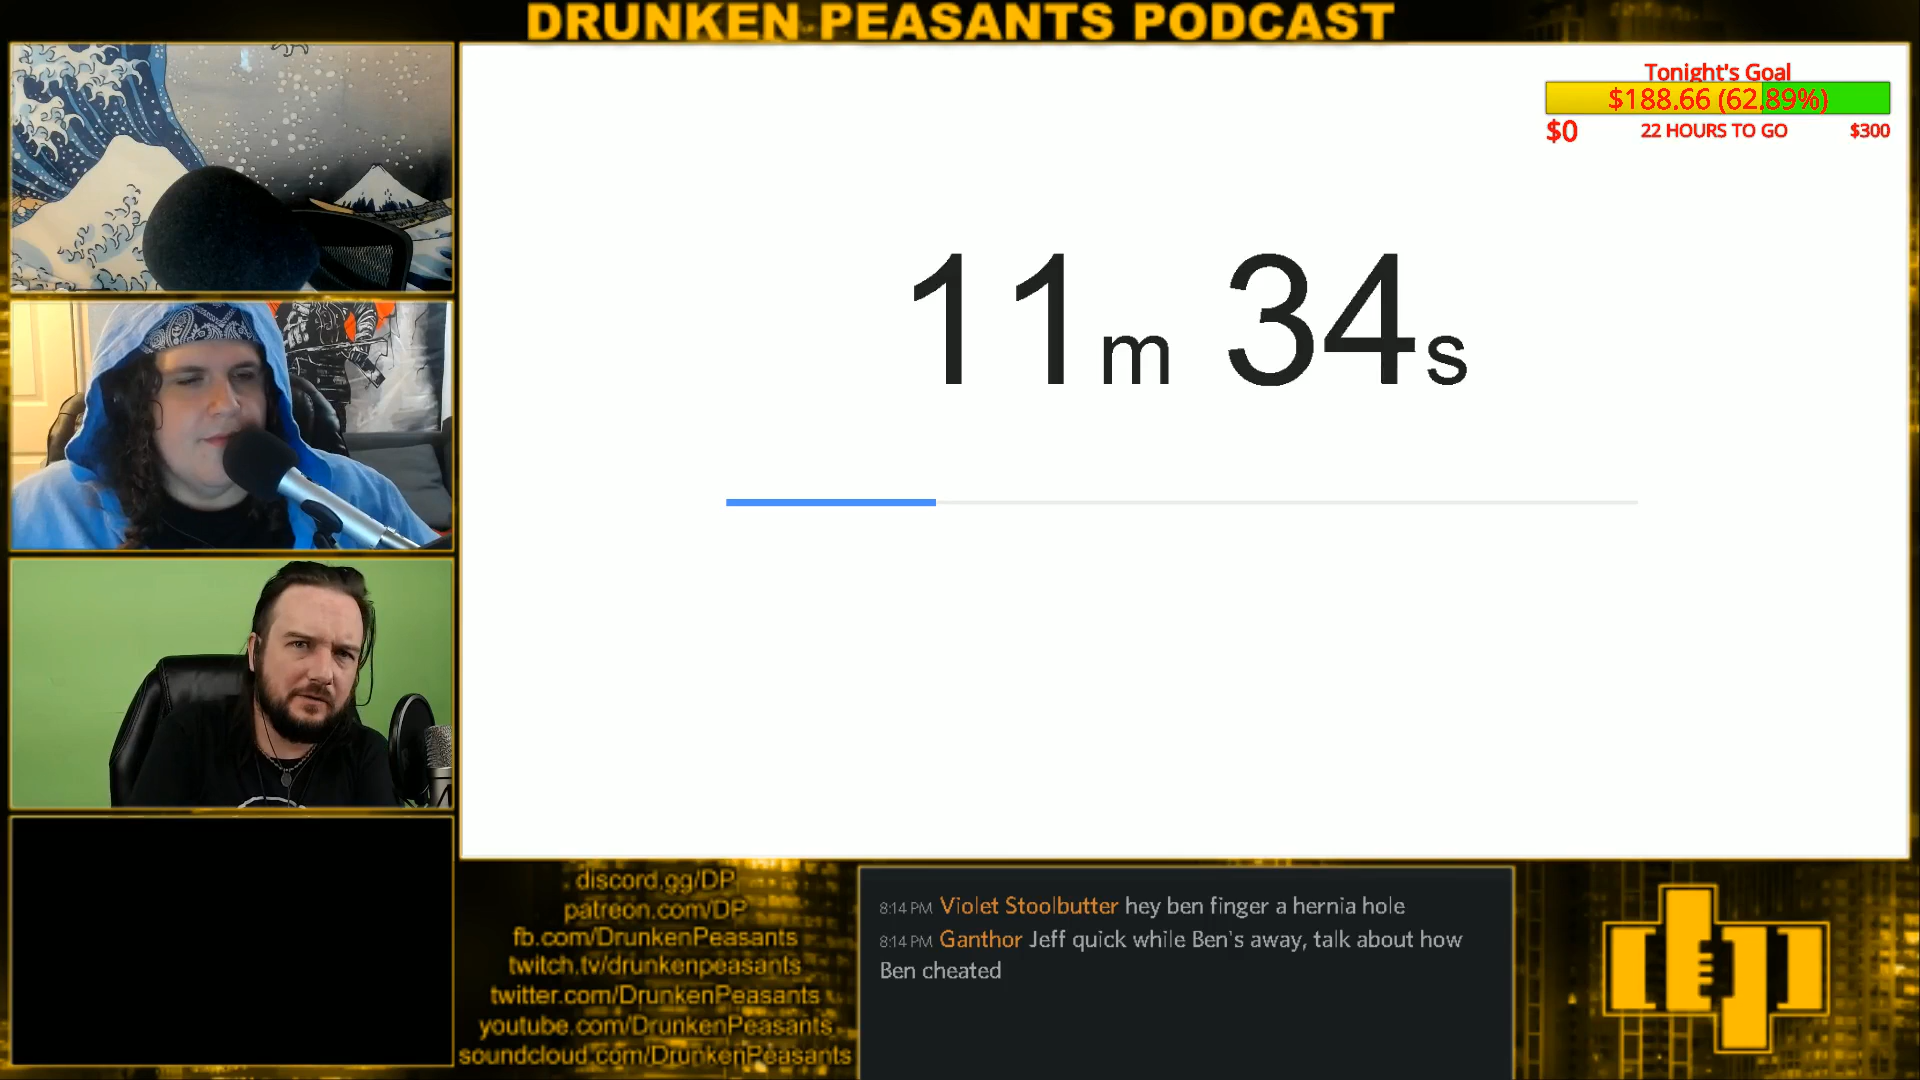 DRUNKEN PEASANTS PODCAST
Tonight's Goal
$188.66 (62.89%)
$0 22 HOURS TO GO $300
11m 34s
discord.gg/DP
patreon.com/DP
fb.com/DrunkenPeasants
twitch.tv/drunkenpeasants
twitter.com/DrunkenPeasants
youtube.com/DrunkenPeasants
soundcloud.com/DrunkenPeasants
8:14 PM Violet Stoolbutter hey ben finger a hernia hole
8:14 PM Ganthor Jeff quick while Ben's away, talk about how
Ben cheated
dp